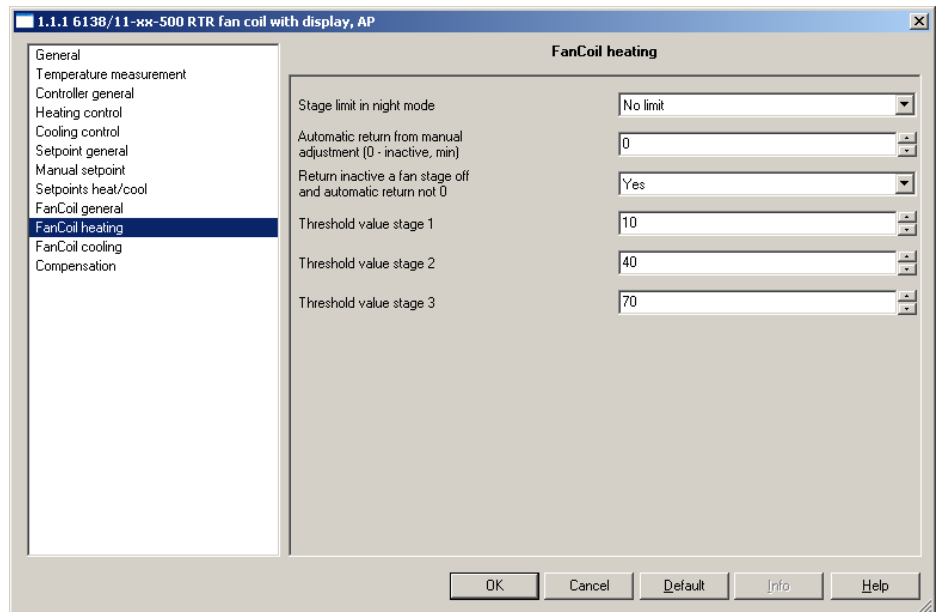 1.1.1 6138/11-xx-500 RTR fan coil with display, AP
General
Temperature measurement
Controller general
Heating control
Cooling control
Setpoint general
Manual setpoint
Setpoints heat/cool
FanCoil general
FanCoil heating
FanCoil cooling
Compensation
FanCoil heating
Stage limit in night mode
No limit
Automatic return from manual
adjustment (0 - inactive, min)
0
Return inactive a fan stage off
and automatic return not 0
Yes
Threshold value stage 1
10
Threshold value stage 2
40
Threshold value stage 3
70
OK
Cancel
Default
Info
Help